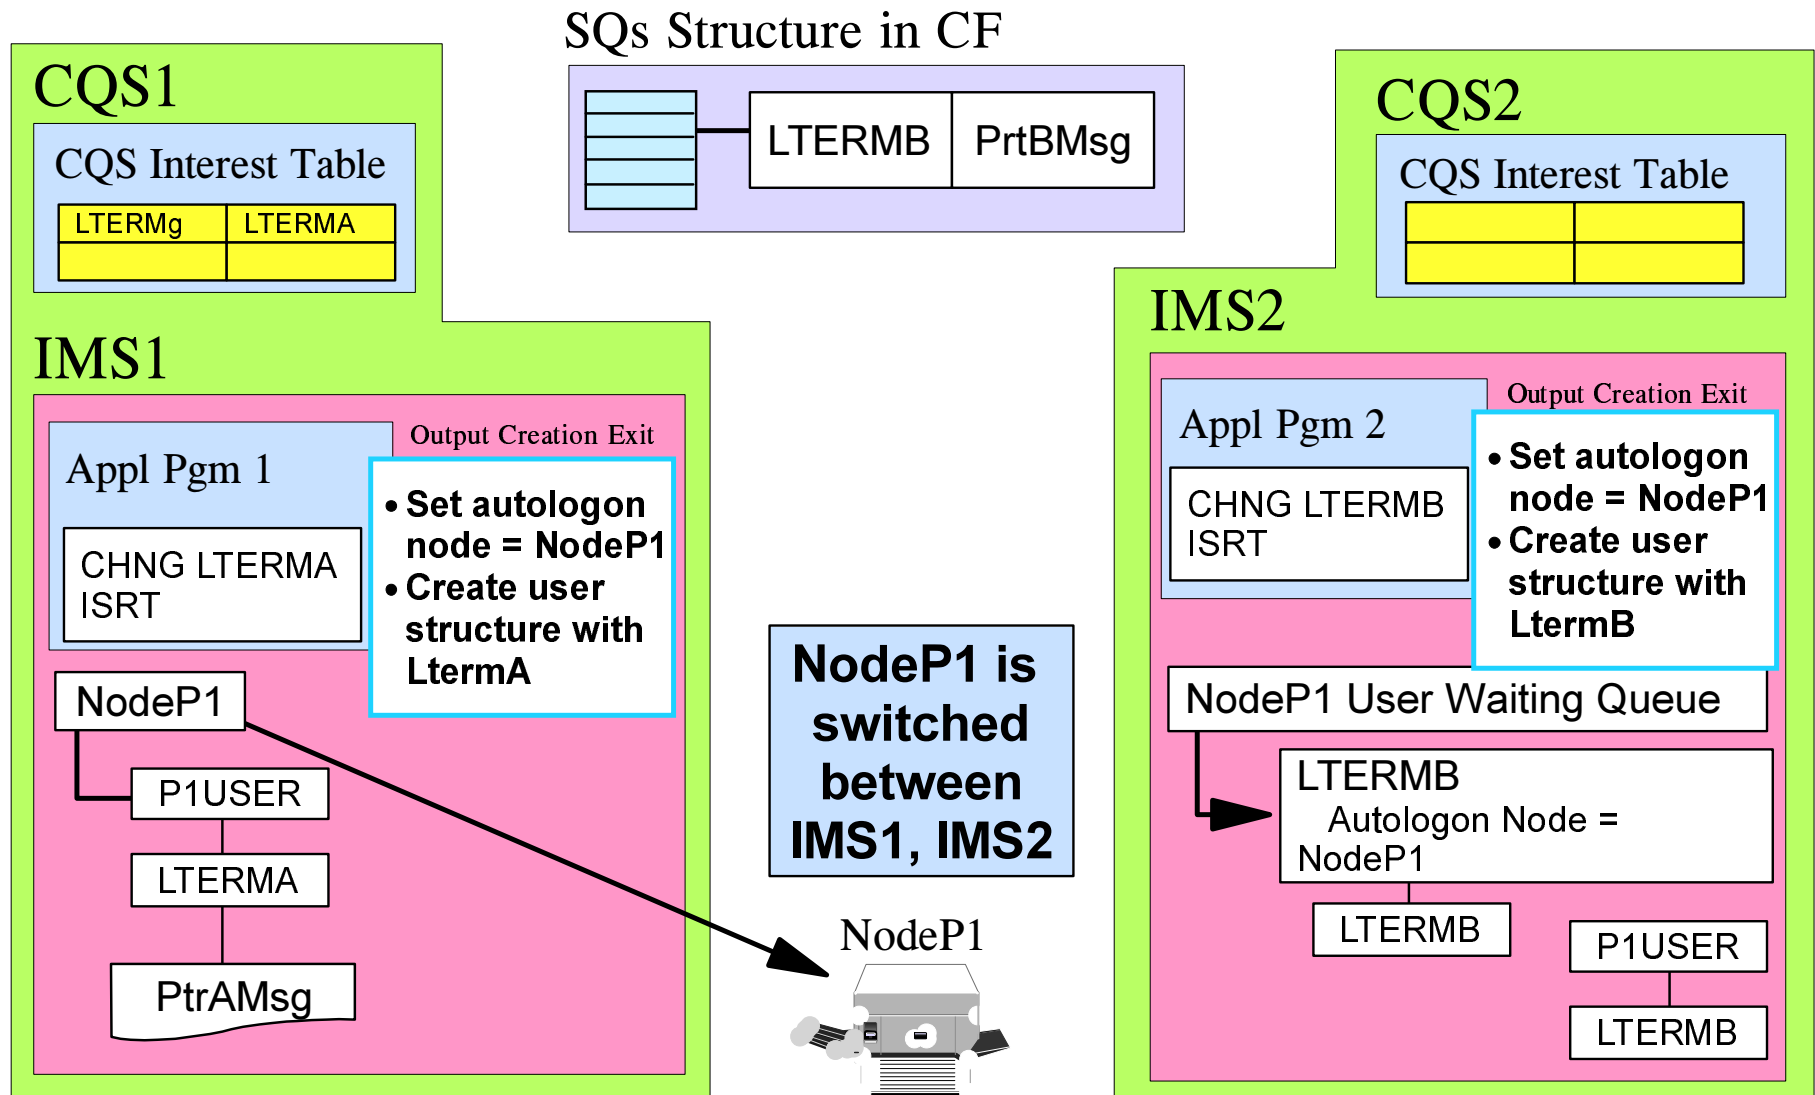 SQs Structure in CF
LTERMB PrtBMsg
CQS1
CQS Interest Table
LTERMg LTERMA
IMS1
Appl Pgm 1
CHNG LTERMA
ISRT
Output Creation Exit
• Set autologon
node = NodeP1
• Create user
structure with
LtermA
NodeP1
P1USER
LTERMA
PtrAMsg
NodeP1 is
switched
between
IMS1, IMS2
NodeP1
CQS2
CQS Interest Table
IMS2
Appl Pgm 2
CHNG LTERMB
ISRT
Output Creation Exit
• Set autologon
node = NodeP1
• Create user
structure with
LtermB
NodeP1 User Waiting Queue
LTERMB
Autologon Node =
NodeP1
LTERMB
P1USER
LTERMB